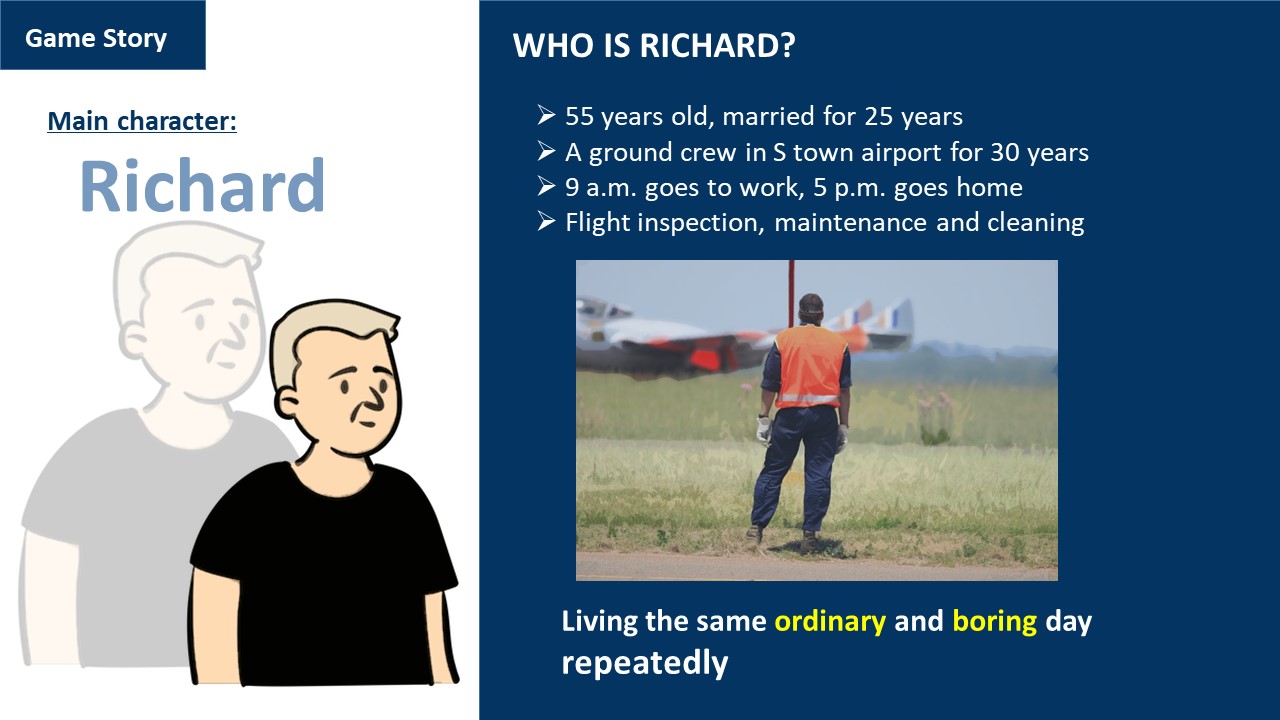 Game Story
Main character:
Richard
WHO IS RICHARD?
➢ 55 years old, married for 25 years
➢ A ground crew in S town airport for 30 years
➢ 9 a.m. goes to work, 5 p.m. goes home
➢ Flight inspection, maintenance and cleaning
Living the same ordinary and boring day
repeatedly